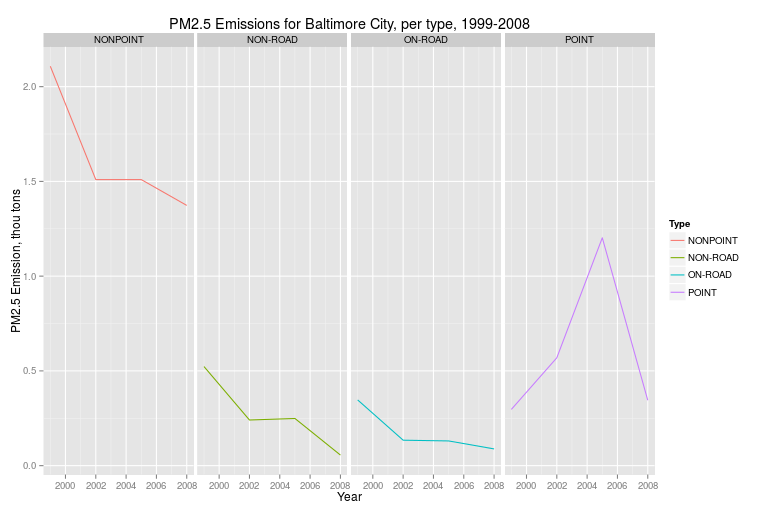 PM2.5 Emissions for Baltimore City, per type, 1999-2008
NONPOINT NON-ROAD ON-ROAD POINT
PM2.5 Emission, thou tons
2.0
1.5
1.0
0.5
0.0
2000 2002 2004 2006 2008 2000 2002 2004 2006 2008 2000 2002 2004 2006 2008 2000 2002 2004 2006 2008
Year
Type
NONPOINT
NON-ROAD
ON-ROAD
POINT